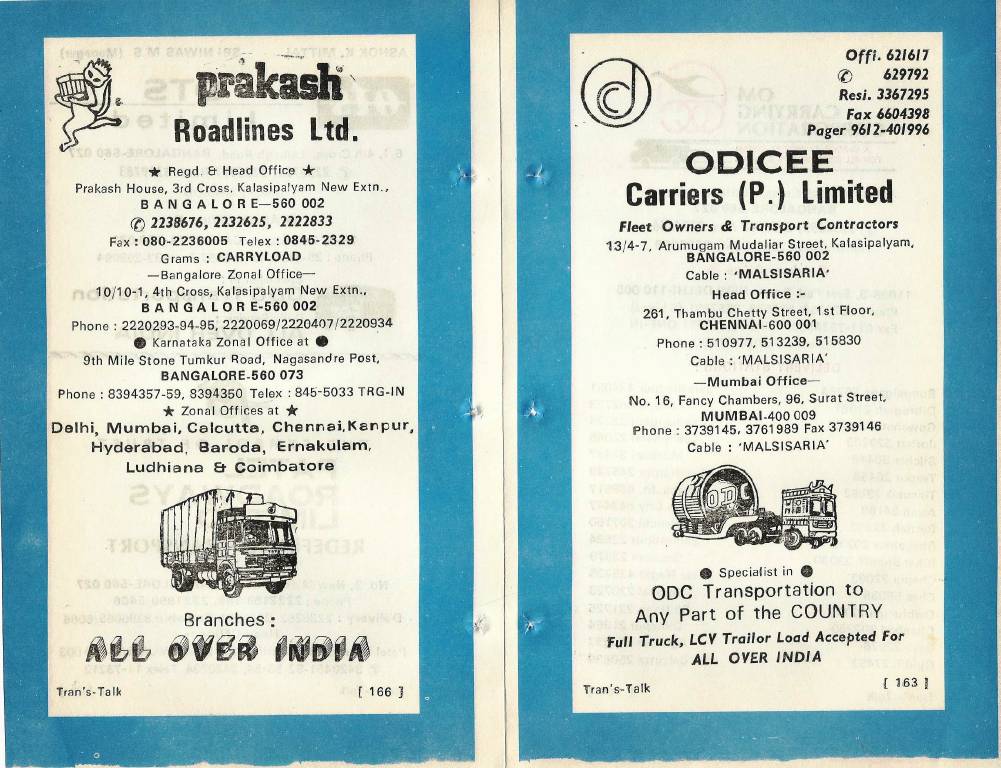 prakash
Roadlines Ltd.
★ Regd. & Head Office ★
Prakash House, 3rd Cross, Kalasipalyam New Extn.,
BANGALORE—560 002
✆ 2238676, 2232625, 2222833
Fax : 080-2236005 Telex : 0845-2329
Grams : CARRYLOAD
—Bangalore Zonal Office—
10/10-1, 4th Cross, Kalasipalyam New Extn.,
BANGALORE-560 002
Phone : 2220293-94-95, 2220069/2220407/2220934
● Karnataka Zonal Office at ●
9th Mile Stone Tumkur Road, Nagasandre Post,
BANGALORE-560 073
Phone : 8394357-59, 8394350 Telex : 845-5033 TRG-IN
★ Zonal Offices at ★
Delhi, Mumbai, Calcutta, Chennai, Kanpur,
Hyderabad, Baroda, Ernakulam,
Ludhiana & Coimbatore
Branches :
ALL OVER INDIA
Tran's-Talk [ 166 ]
Offi. 621617
✆ 629792
Resi. 3367295
Fax 6604398
Pager 9612-401996
ODICEE
Carriers (P.) Limited
Fleet Owners & Transport Contractors
13/4-7, Arumugam Mudaliar Street, Kalasipalyam,
BANGALORE-560 002
Cable : 'MALSISARIA'
Head Office :-
261, Thambu Chetty Street, 1st Floor,
CHENNAI-600 001
Phone : 510977, 513239, 515830
Cable : 'MALSISARIA'
—Mumbai Office—
No. 16, Fancy Chambers, 96, Surat Street,
MUMBAI-400 009
Phone : 3739145, 3761989 Fax 3739146
Cable : 'MALSISARIA'
ODC
● Specialist in ●
ODC Transportation to
Any Part of the COUNTRY
Full Truck, LCV Trailor Load Accepted For
ALL OVER INDIA
Tran's-Talk [ 163 ]